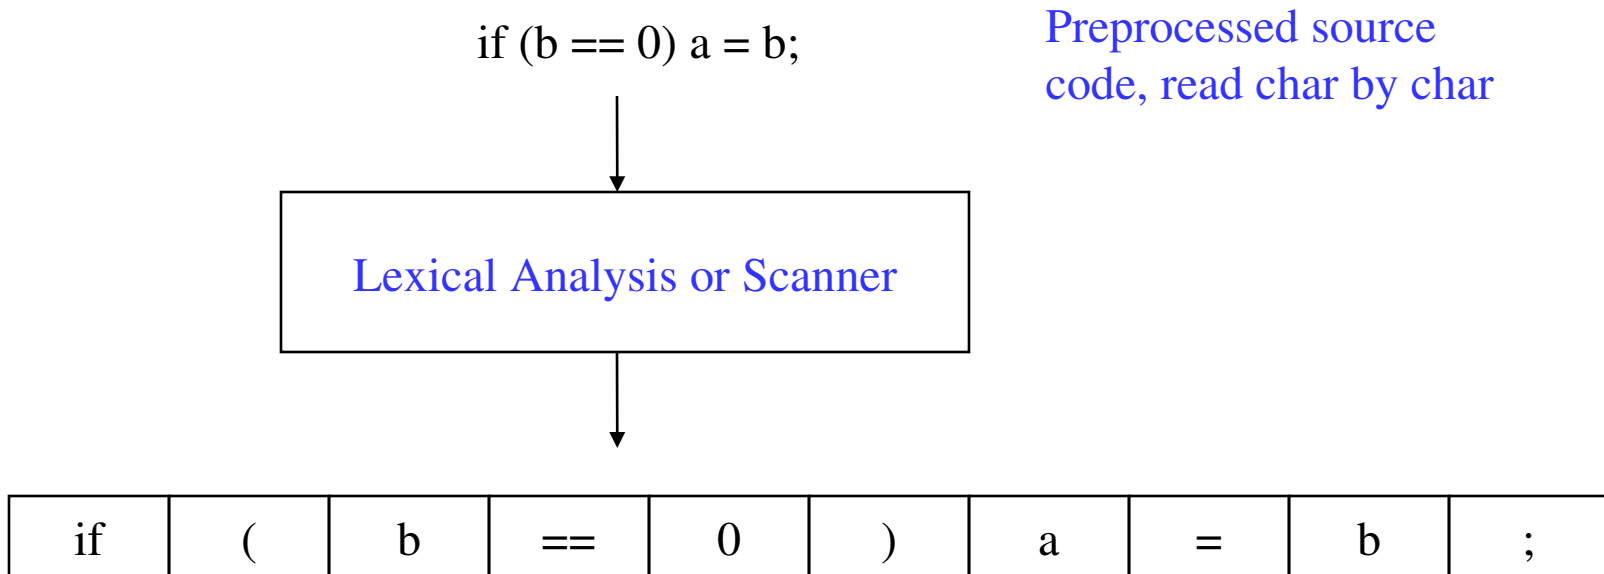 if (b == 0) a = b;
Preprocessed source
code, read char by char
Lexical Analysis or Scanner
if ( b == 0 ) a = b ;